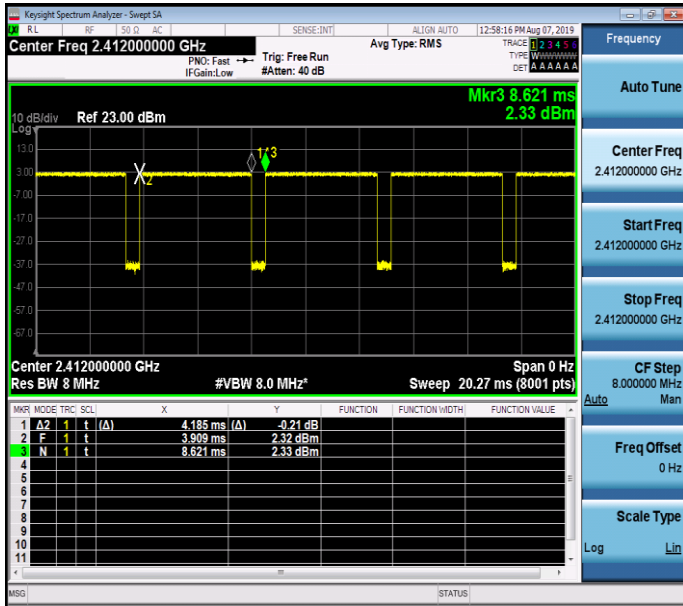 Keysight Spectrum Analyzer - Swept SA
RL RF 50 Ω AC SENSE:INT ALIGN AUTO 12:58:16 PM Aug 07, 2019
Center Freq 2.412000000 GHz
PNO: Fast
IFGain:Low
Trig: Free Run
#Atten: 40 dB
Avg Type: RMS
TRACE 1 2 3 4 5 6
TYPE W
DET A A A A A A
Mkr3 8.621 ms
2.33 dBm
10 dB/div Ref 23.00 dBm
Log
13.0
3.00
-7.00
-17.0
-27.0
-37.0
-47.0
-57.0
-67.0
2
3
Center 2.412000000 GHz Span 0 Hz
Res BW 8 MHz #VBW 8.0 MHz* Sweep 20.27 ms (8001 pts)
MKR MODE TRC SCL X Y FUNCTION FUNCTION WIDTH FUNCTION VALUE
1 Δ2 1 t (Δ) 4.185 ms (Δ) -0.21 dB
2 F 1 t 3.909 ms 2.32 dBm
3 N 1 t 8.621 ms 2.33 dBm
4
5
6
7
8
9
10
11
MSG STATUS
Frequency
Auto Tune
Center Freq
2.412000000 GHz
Start Freq
2.412000000 GHz
Stop Freq
2.412000000 GHz
CF Step
8.000000 MHz
Auto Man
Freq Offset
0 Hz
Scale Type
Log Lin